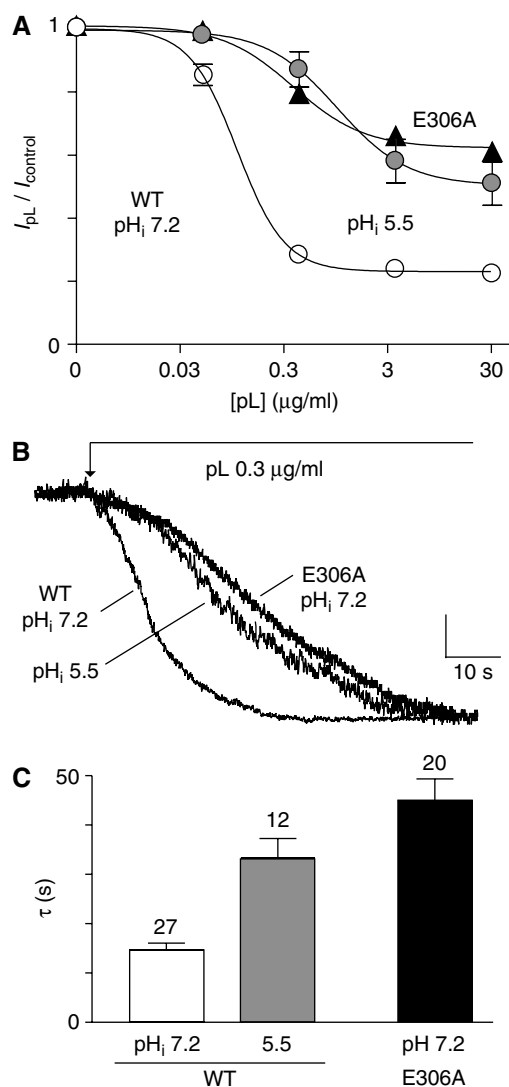 A
1
I_pL / I_control
0
WT
pH_i 7.2
E306A
pH_i 5.5
0
0.03
0.3
3
30
[pL] (μg/ml)
B
pL 0.3 μg/ml
WT
pH_i 7.2
pH_i 5.5
E306A
pH_i 7.2
10 s
C
50
τ (s)
0
27
12
20
pH_i 7.2
5.5
pH 7.2
WT
E306A